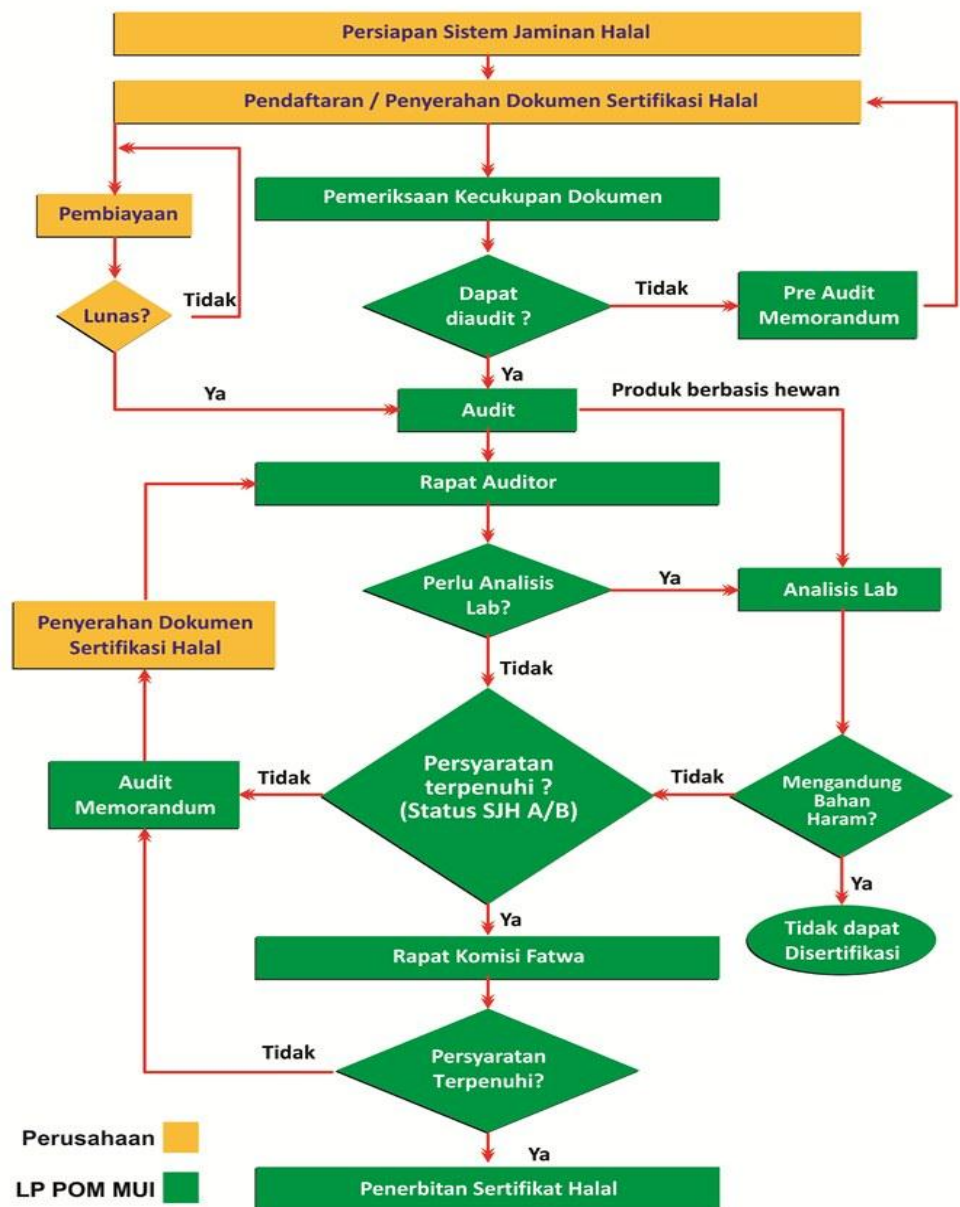 Persiapan Sistem Jaminan Halal
Pendaftaran / Penyerahan Dokumen Sertifikasi Halal
Pemeriksaan Kecukupan Dokumen
Pembiayaan
Lunas?
Tidak
Dapat
diaudit ?
Tidak
Pre Audit
Memorandum
Ya
Ya
Produk berbasis hewan
Audit
Rapat Auditor
Perlu Analisis
Lab?
Ya
Analisis Lab
Penyerahan Dokumen
Sertifikasi Halal
Tidak
Persyaratan
terpenuhi ?
(Status SJH A/B)
Tidak
Audit
Memorandum
Tidak
Mengandung
Bahan
Haram?
Ya
Tidak dapat
Disertifikasi
Ya
Rapat Komisi Fatwa
Tidak
Persyaratan
Terpenuhi?
Ya
Penerbitan Sertifikat Halal
Perusahaan
LP POM MUI